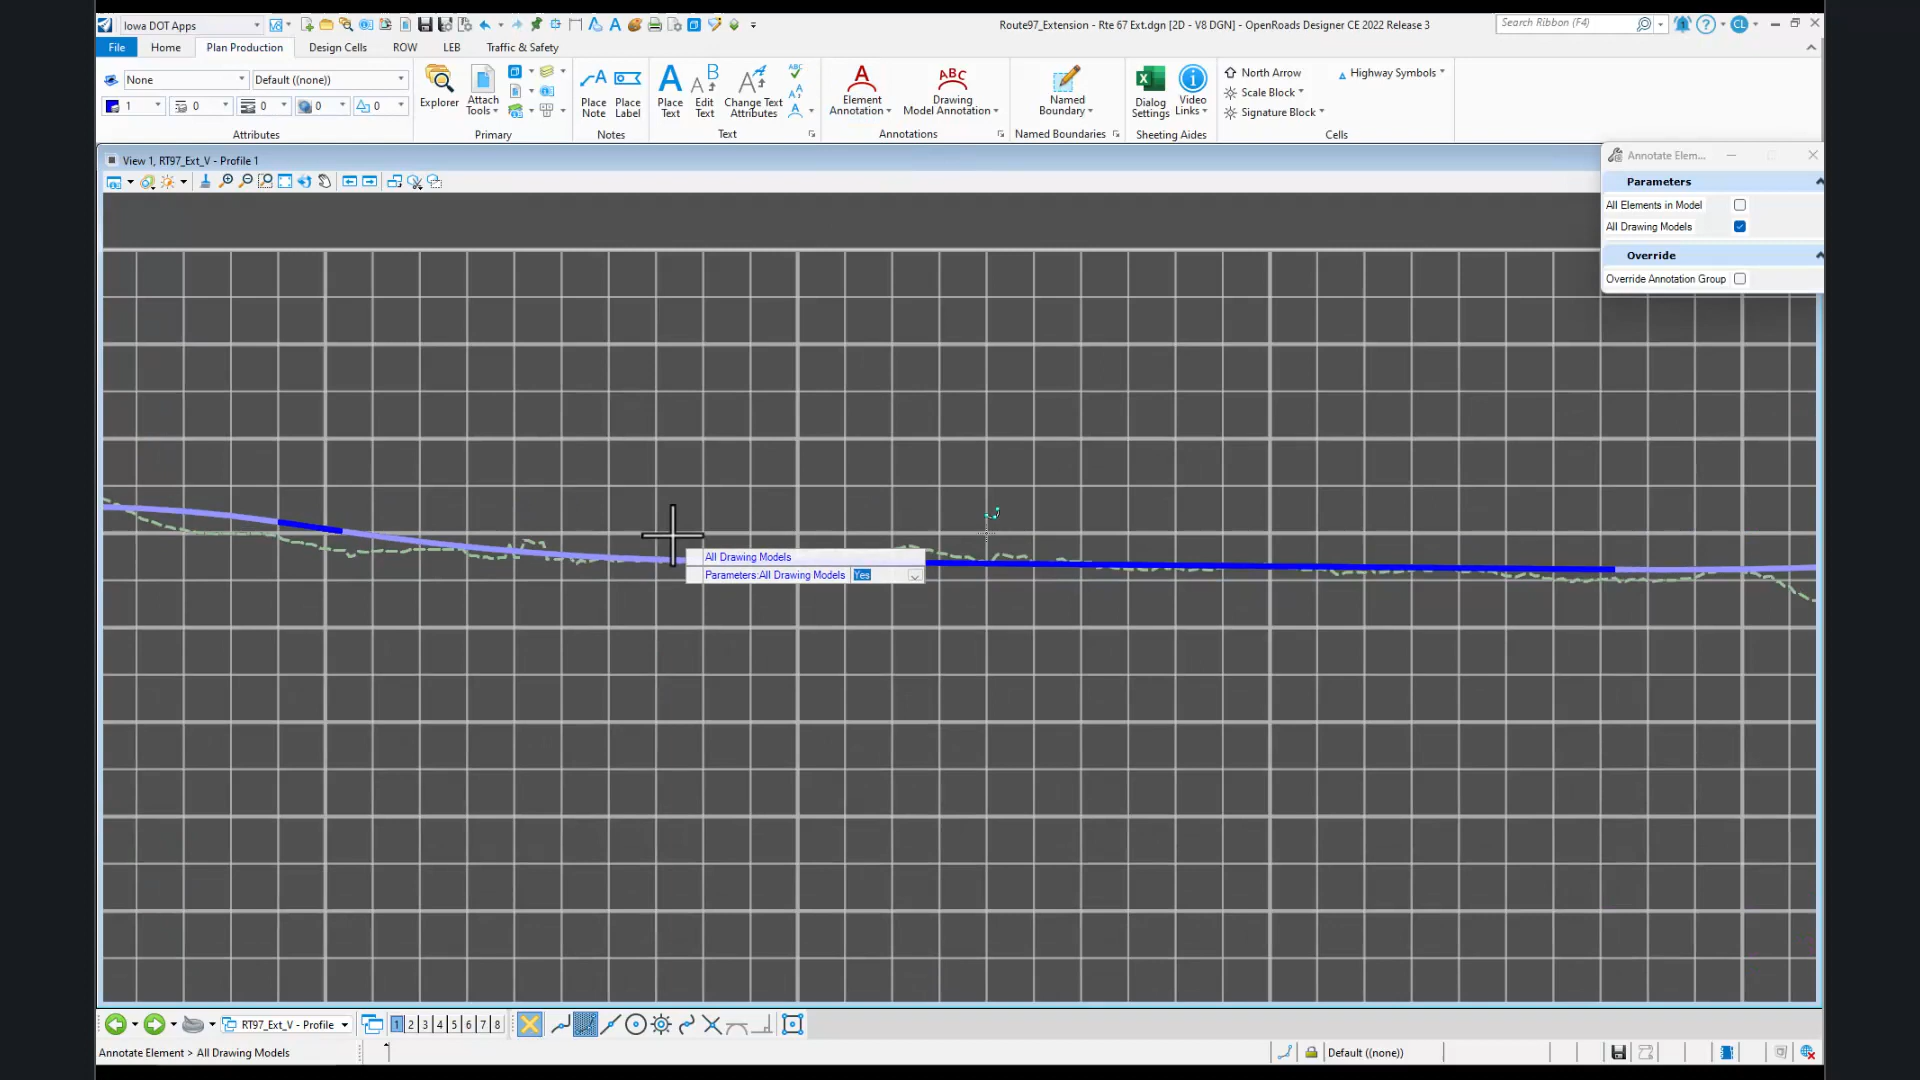 Iowa DOT Apps
Route97_Extension - Rte 67 Ext.dgn [2D - V8 DGN] - OpenRoads Designer CE 2022 Release 3
Search Ribbon (F4)
CL
File Home Plan Production Design Cells ROW LEB Traffic & Safety
None
Default ((none))
1 0 0 0 0
Attributes
Explorer
Attach Tools
Primary
Place Note
Place Label
Notes
Place Text
Edit Text
Change Text Attributes
Text
Element Annotation
Drawing Model Annotation
Annotations
Named Boundary
Named Boundaries
Dialog Settings
Video Links
Sheeting Aides
North Arrow
Scale Block
Signature Block
Highway Symbols
Cells
View 1, RT97_Ext_V - Profile 1
Annotate Elem...
Parameters
All Elements in Model
All Drawing Models
Override
Override Annotation Group
All Drawing Models
Parameters:All Drawing Models Yes
RT97_Ext_V - Profile
1 2 3 4 5 6 7 8
Annotate Element > All Drawing Models
Default ((none))